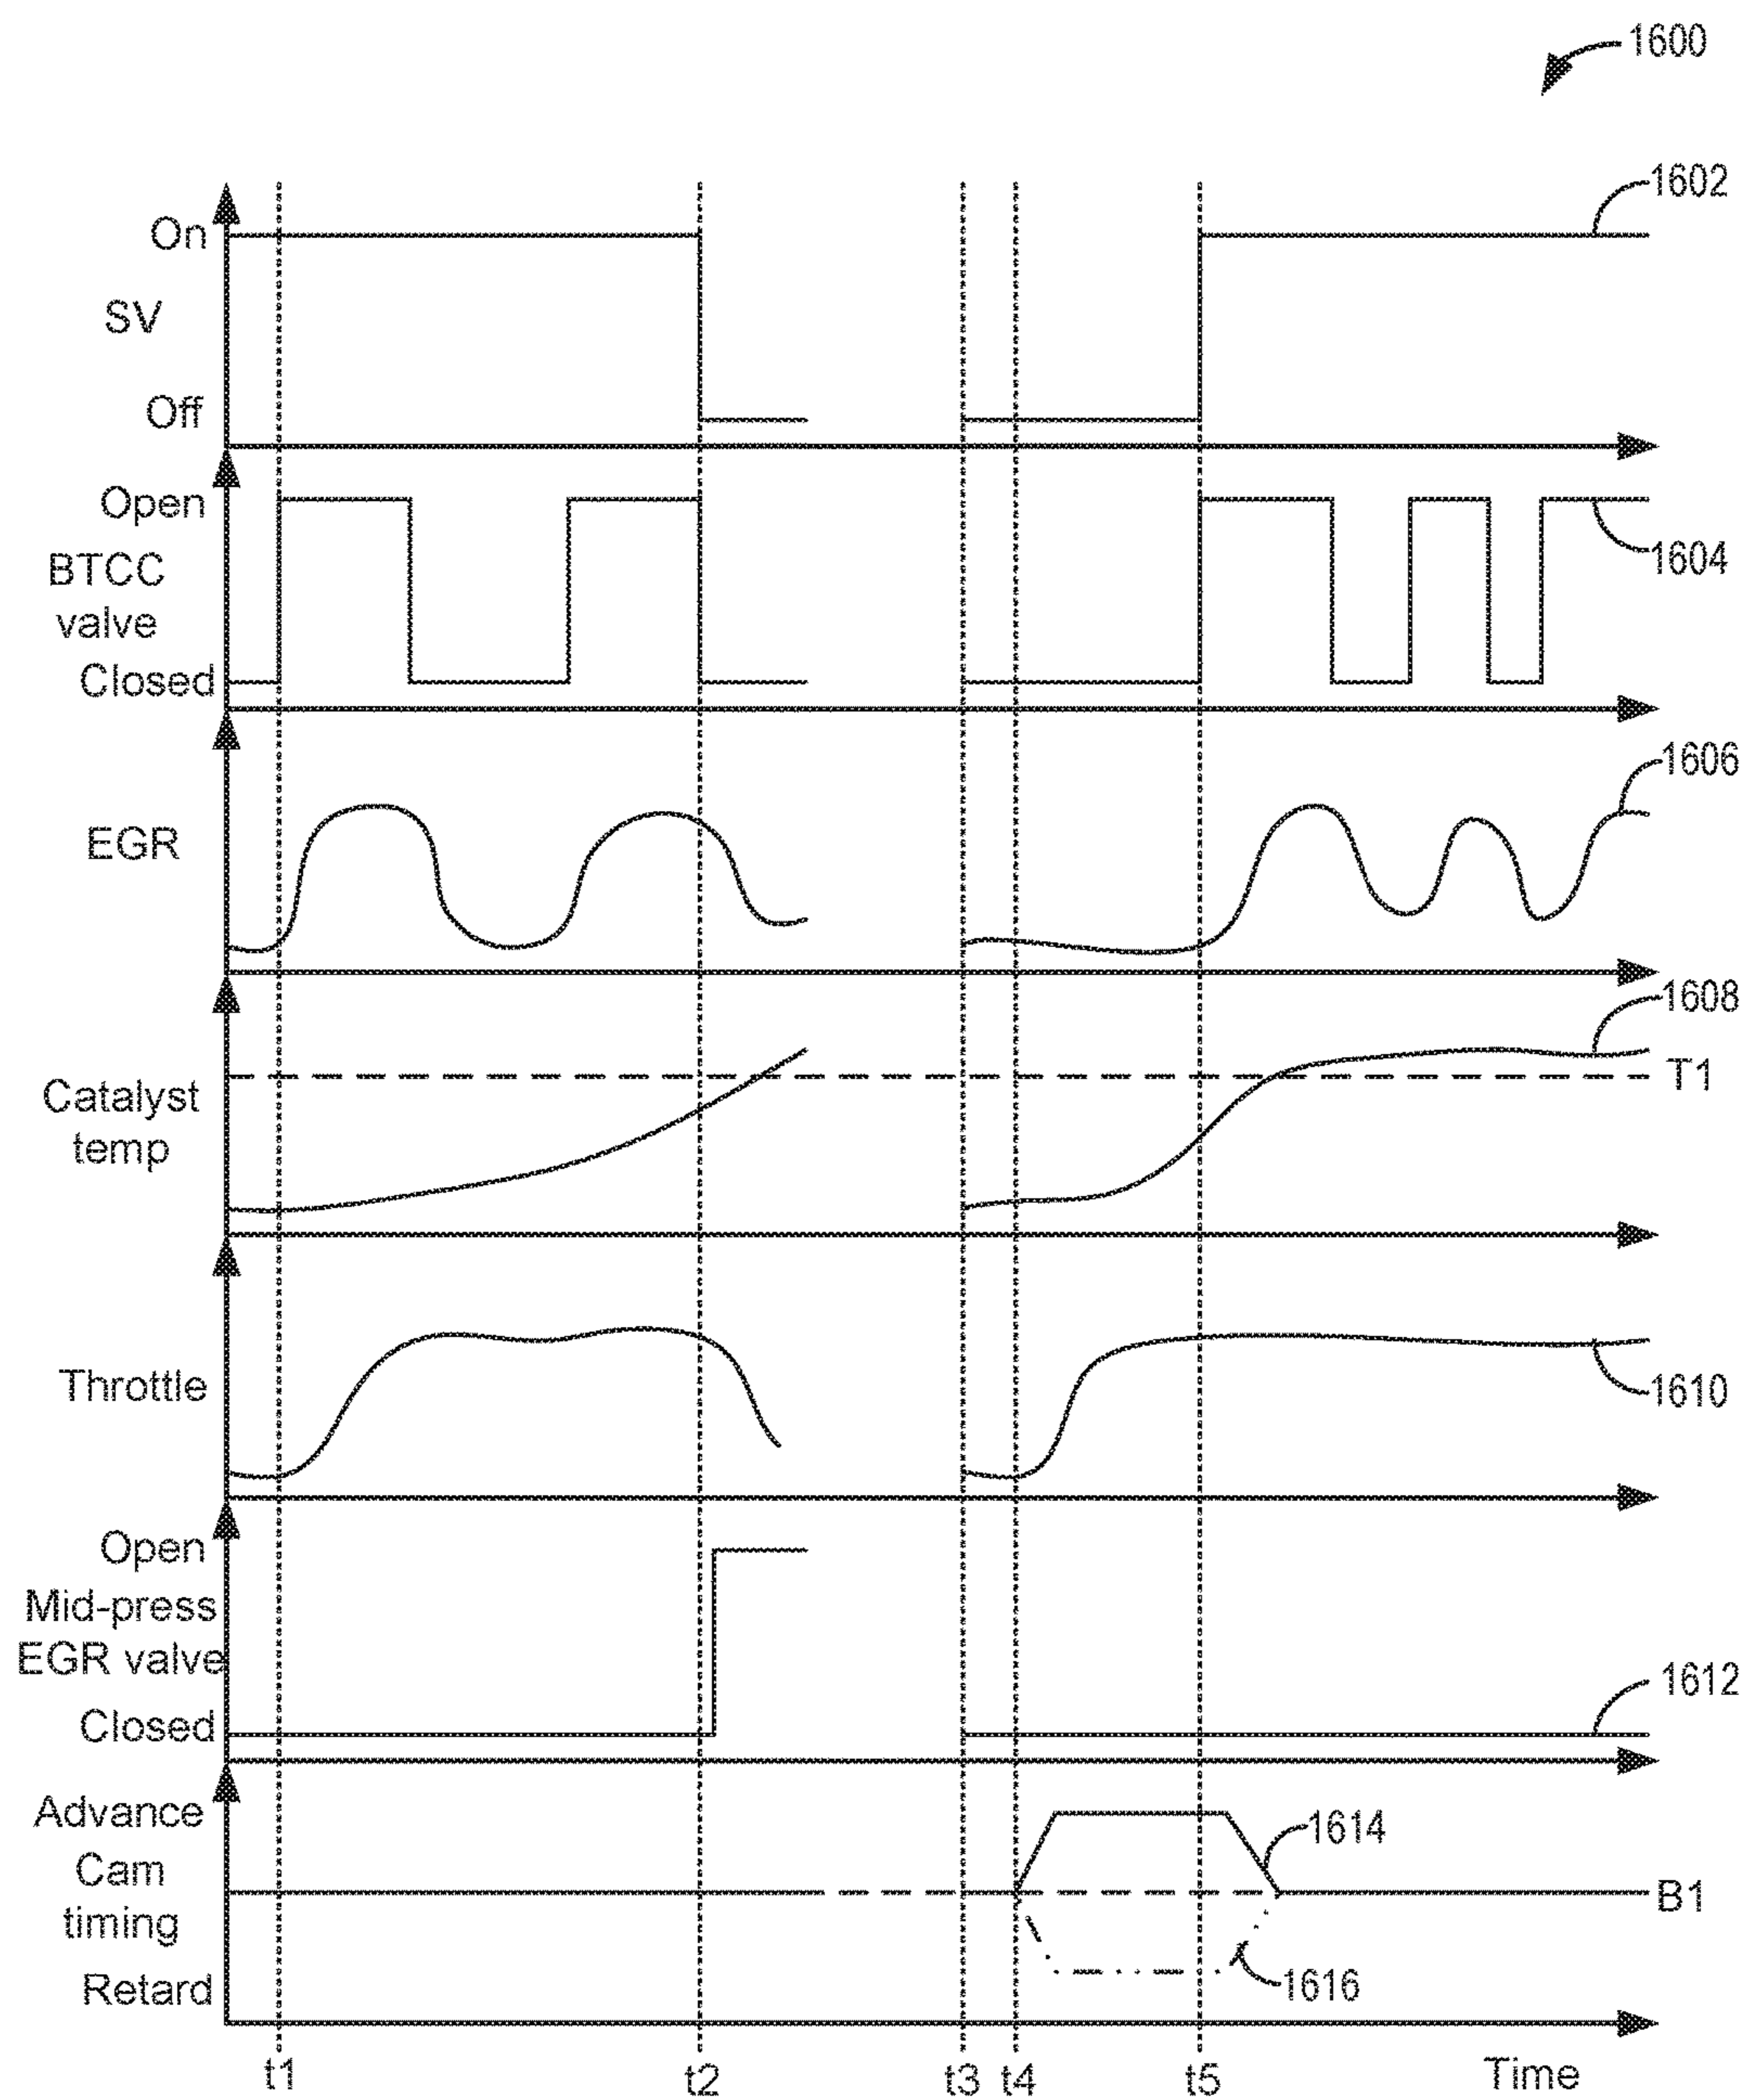 1600
1602
On
SV
Off
Open
BTCC
valve
Closed
1604
1606
EGR
1608
T1
Catalyst
temp
Throttle
1610
Open
Mid-press
EGR valve
Closed
1612
Advance
Cam
timing
Retard
1614
B1
1616
t1
t2
t3
t4
t5
Time